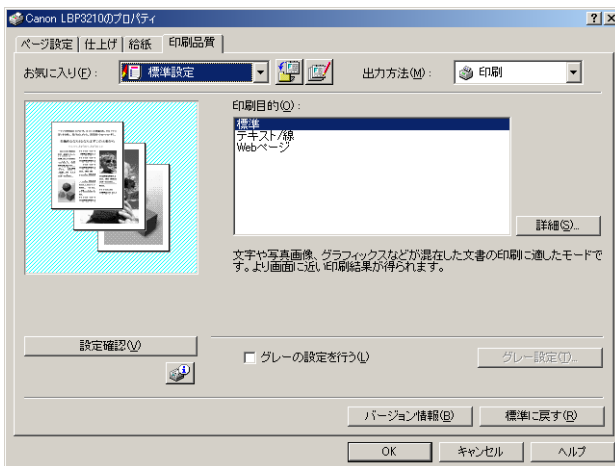 Canon LBP3210のプロパティ
ページ設定 仕上げ 給紙 印刷品質
お気に入り(F): 標準設定 出力方法(M): 印刷
印刷目的(O):
標準
テキスト/線
Webページ
詳細(S)...
文字や写真画像、グラフィックスなどが混在した文書の印刷に適したモードで
す。より画面に近い印刷結果が得られます。
設定確認(V)
グレーの設定を行う(L) グレー設定(T)...
バージョン情報(B) 標準に戻す(R)
OK キャンセル ヘルプ